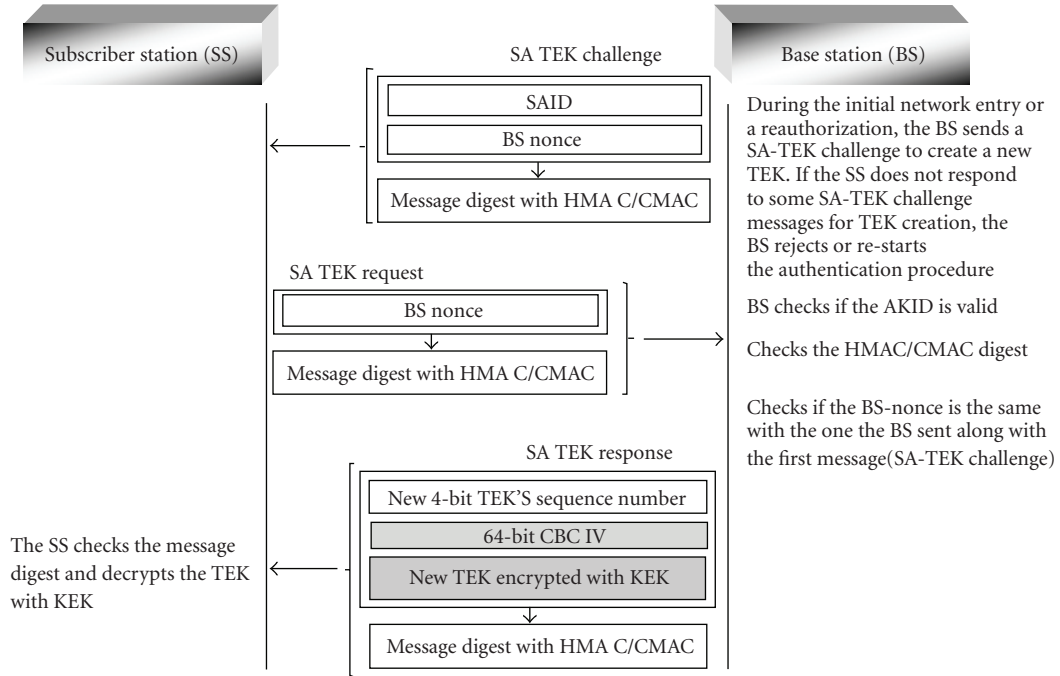 Subscriber station (SS)
Base station (BS)
SA TEK challenge
SAID
BS nonce
Message digest with HMA C/CMAC
During the initial network entry or
a reauthorization, the BS sends a
SA-TEK challenge to create a new
TEK. If the SS does not respond
to some SA-TEK challenge
messages for TEK creation, the
BS rejects or re-starts
the authentication procedure
SA TEK request
BS nonce
Message digest with HMA C/CMAC
BS checks if the AKID is valid
Checks the HMAC/CMAC digest
Checks if the BS-nonce is the same
with the one the BS sent along with
the first message(SA-TEK challenge)
SA TEK response
New 4-bit TEK'S sequence number
64-bit CBC IV
New TEK encrypted with KEK
Message digest with HMA C/CMAC
The SS checks the message
digest and decrypts the TEK
with KEK